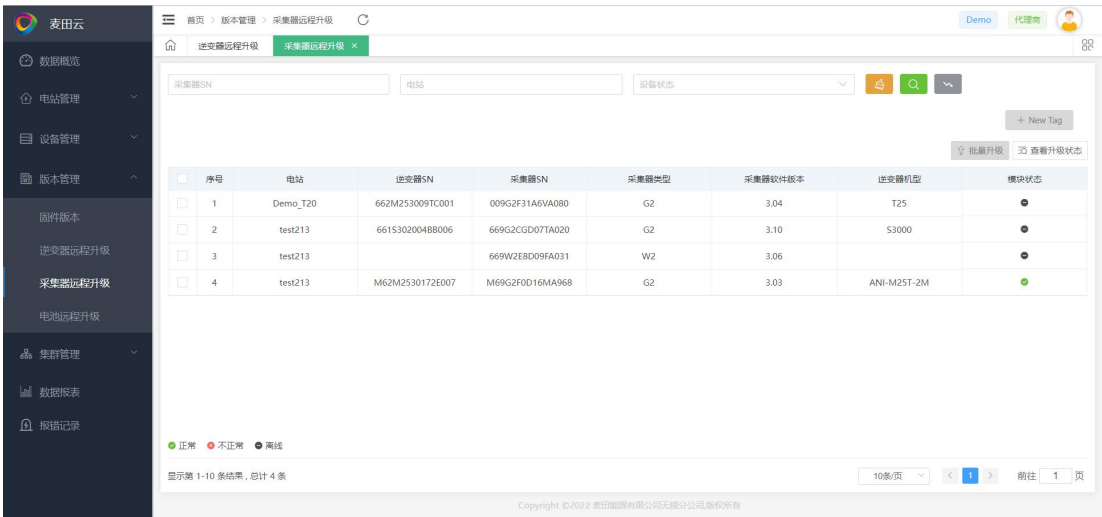 麦田云
首页 > 版本管理 > 采集器远程升级
Demo 代理商
逆变器远程升级 采集器远程升级 ×
数据概览
电站管理
设备管理
版本管理
固件版本
逆变器远程升级
采集器远程升级
电池远程升级
集群管理
数据报表
报错记录
采集器SN 电站 设备状态
+ New Tag
批量升级 查看升级状态
序号 电站 逆变器SN 采集器SN 采集器类型 采集器软件版本 逆变器机型 模块状态
1 Demo_T20 662M253009TC001 009G2F31A6VA080 G2 3.04 T25
2 test213 661S302004BB006 669G2CGD07TA020 G2 3.10 S3000
3 test213 669W2E8D09FA031 W2 3.06
4 test213 M62M2530172E007 M69G2F0D16MA968 G2 3.03 ANI-M25T-2M
正常 不正常 离线
显示第 1-10 条结果 , 总计 4 条
10条/页 < 1 > 前往 1 页
Copyright ©2022 麦田能源有限公司无锡分公司,版权所有